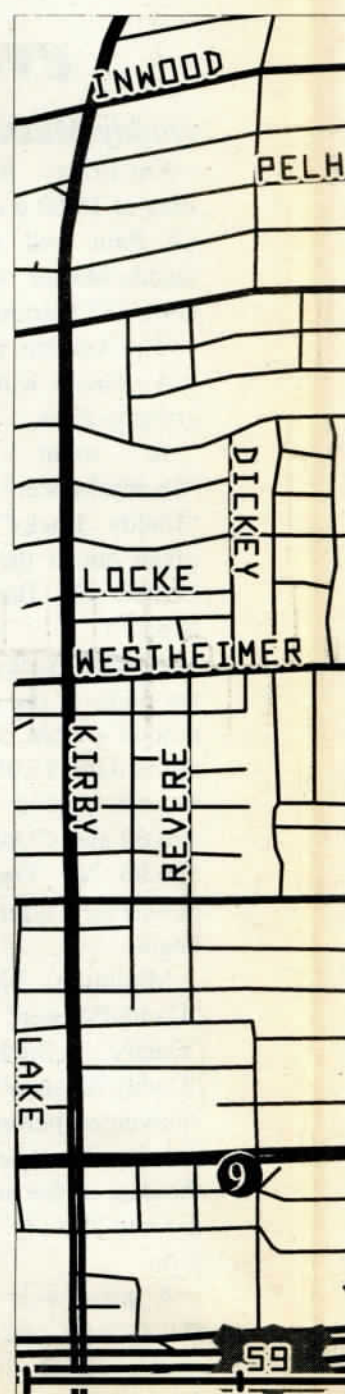 INWOOD
PELH
DICKEY
LOCKE
WESTHEIMER
KIRBY
REVERE
LAKE
9
59